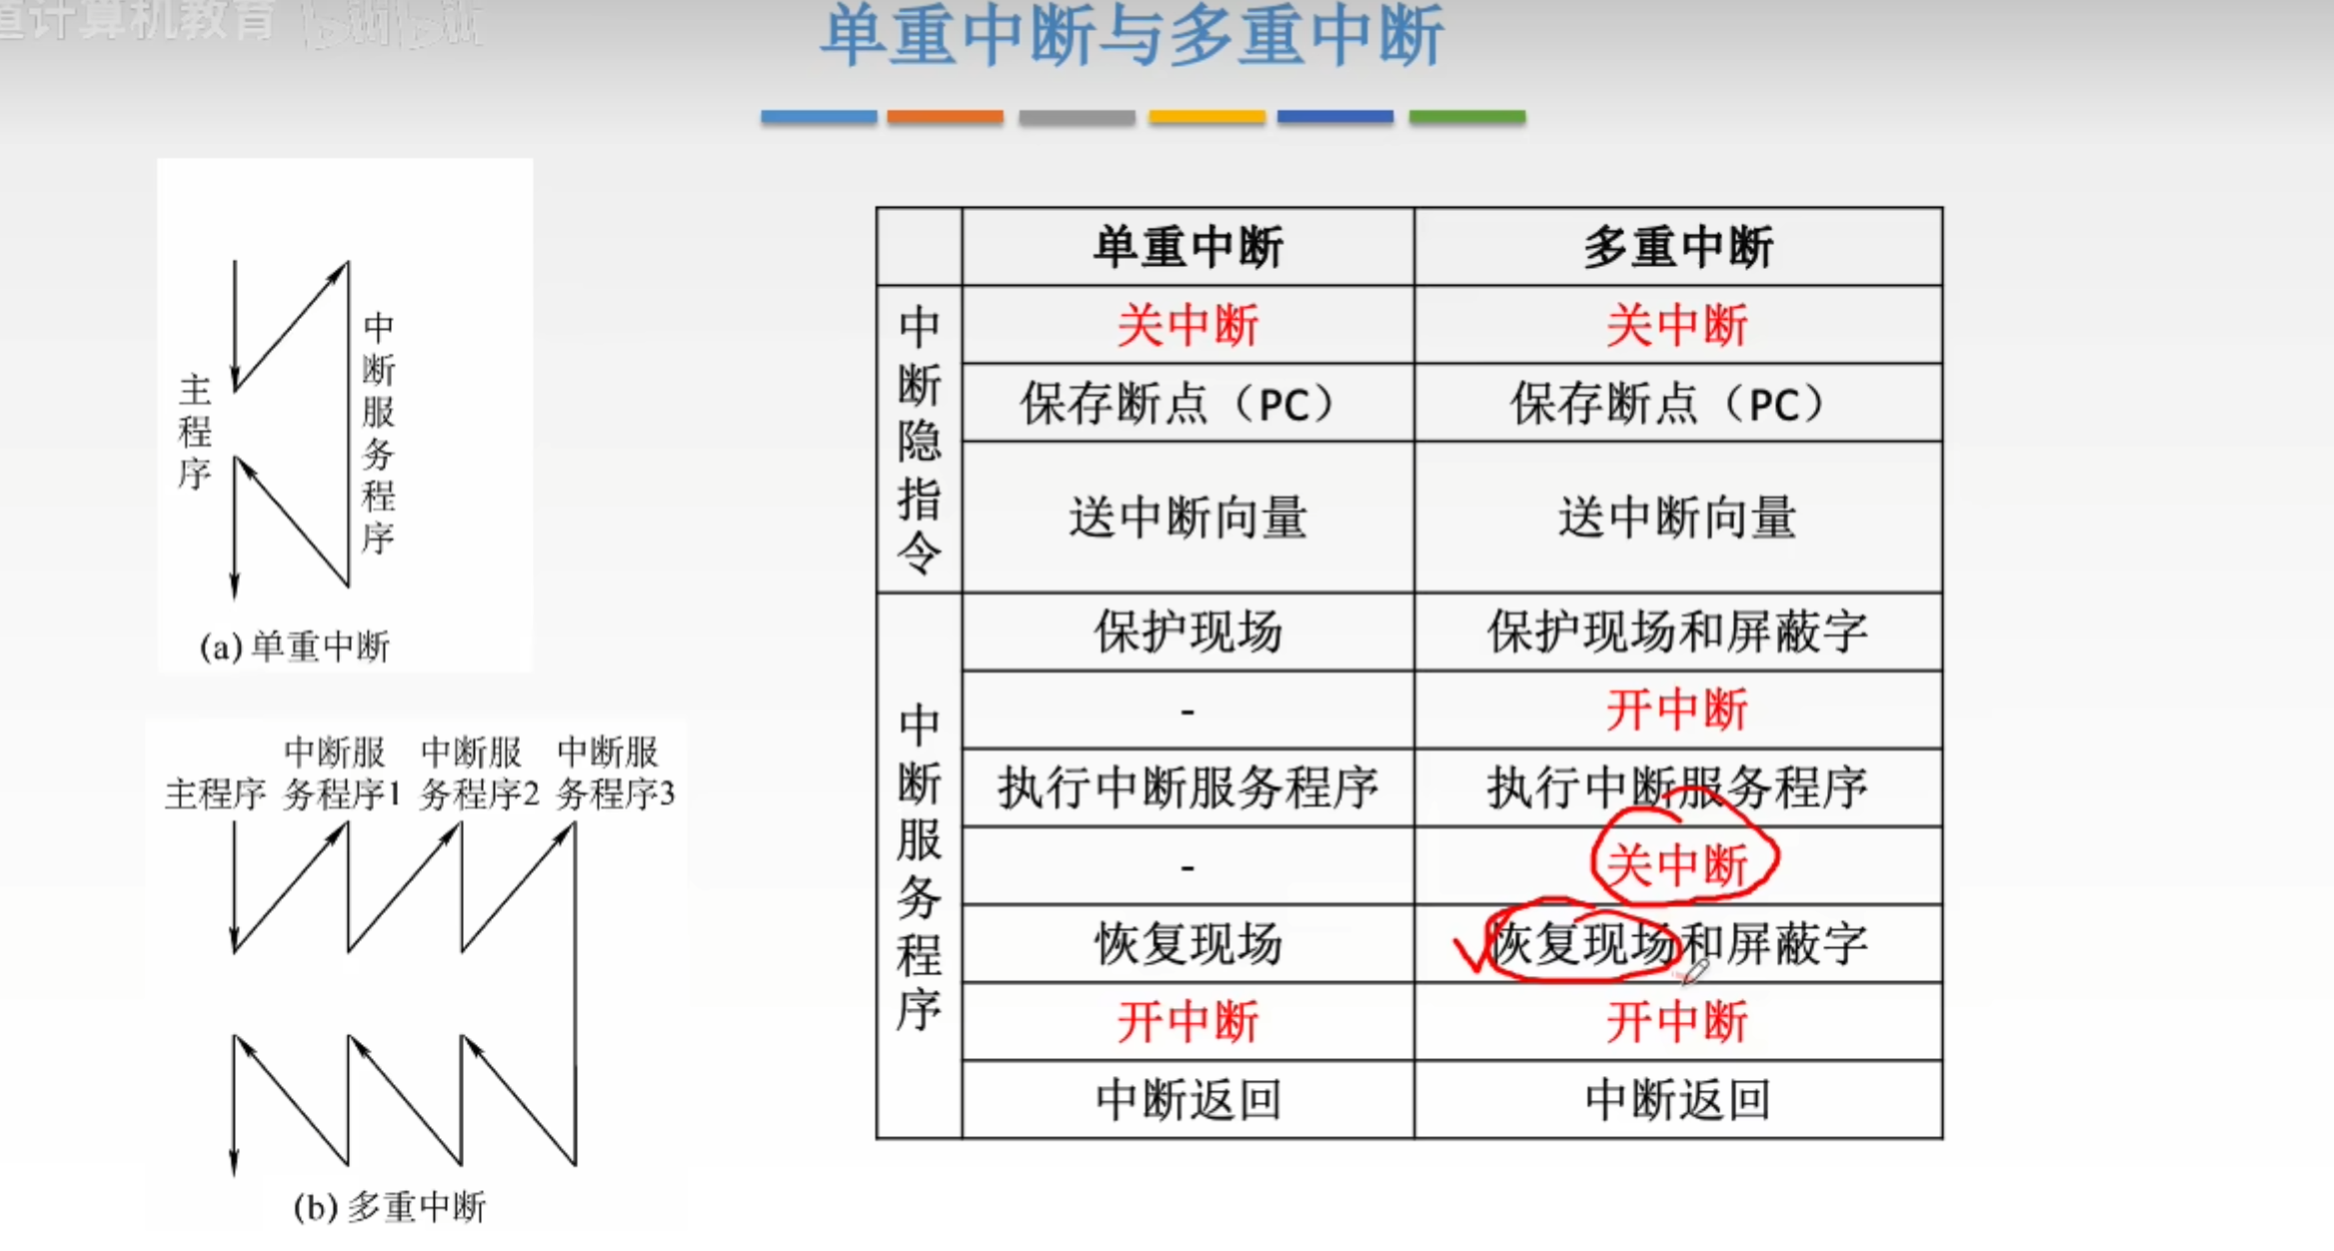 道计算机教育 bilibili
单重中断与多重中断
主程序
中断服务程序
(a)单重中断
主程序
中断服务程序1
中断服务程序2
中断服务程序3
(b)多重中断
单重中断 多重中断
中断隐指令
关中断 关中断
保存断点（PC） 保存断点（PC）
送中断向量 送中断向量
中断服务程序
保护现场 保护现场和屏蔽字
- 开中断
执行中断服务程序 执行中断服务程序
- 关中断
恢复现场 恢复现场和屏蔽字
开中断 开中断
中断返回 中断返回